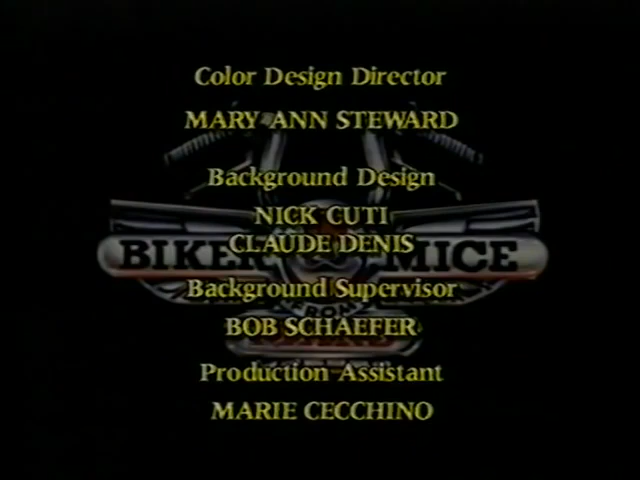 Color Design Director
MARY ANN STEWARD
Background Design
NICK CUTI
CLAUDE DENIS
BIKER MICE
Background Supervisor
FROM
BOB SCHAEFER
Production Assistant
MARIE CECCHINO